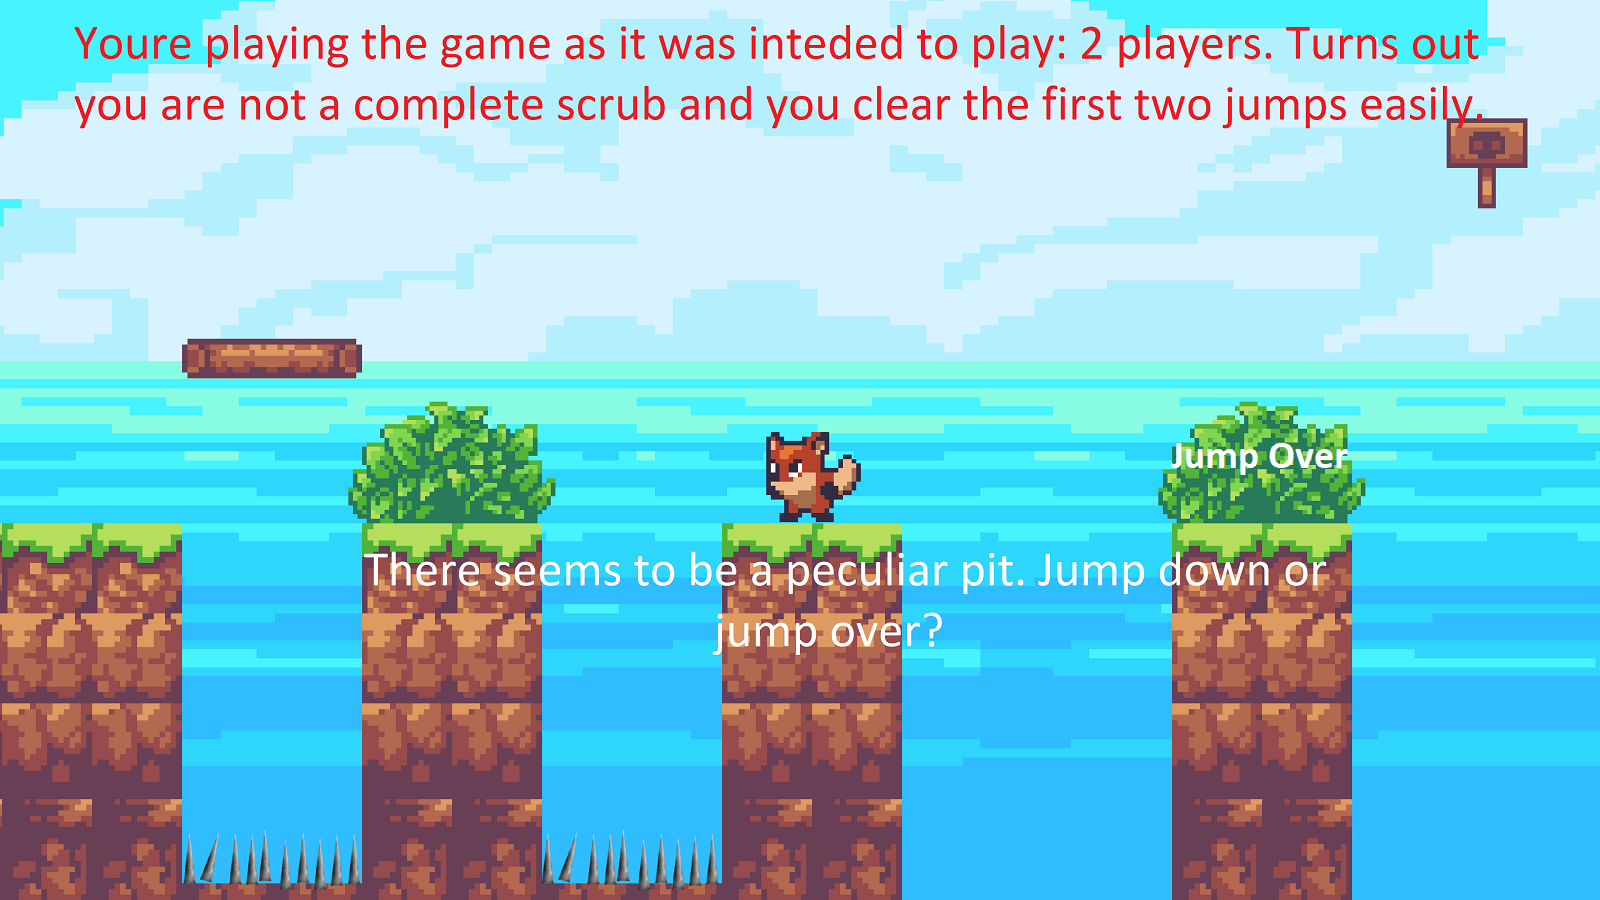 Youre playing the game as it was inteded to play: 2 players. Turns out
you are not a complete scrub and you clear the first two jumps easily.
Jump Over
There seems to be a peculiar pit. Jump down or
jump over?